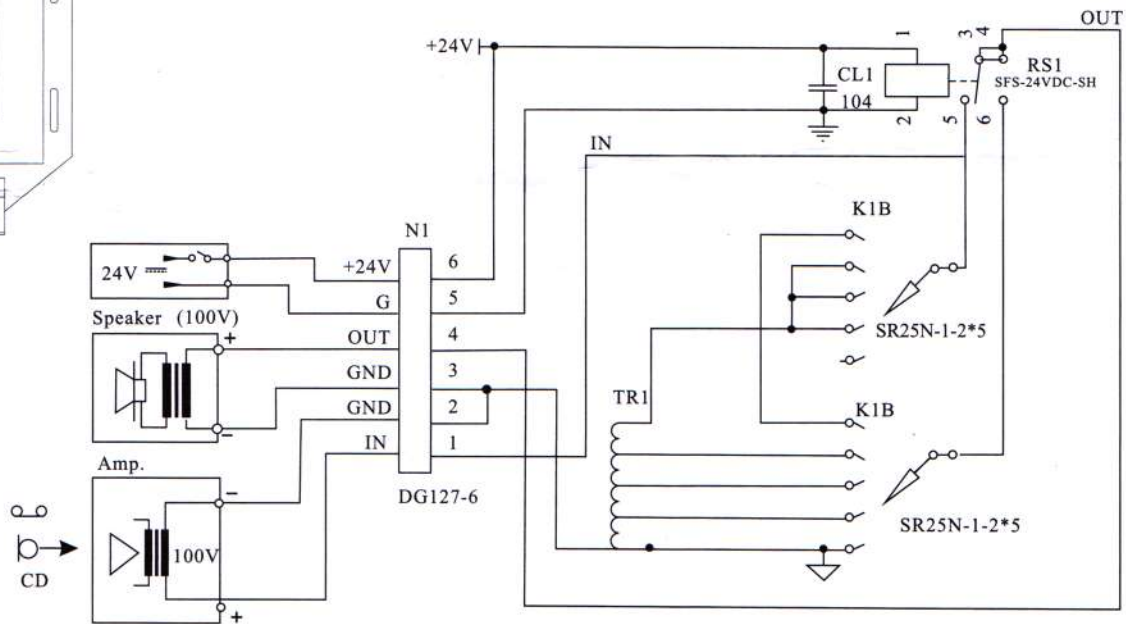 OUT
+24V
1
3
4
CL1
104
RS1
SFS-24VDC-SH
2
5
6
IN
K1B
N1
24V
+24V
6
G
5
SR25N-1-2*5
Speaker (100V)
+
OUT
4
GND
3
TR1
GND
2
K1B
−
IN
1
Amp.
−
DG127-6
SR25N-1-2*5
100V
CD
+